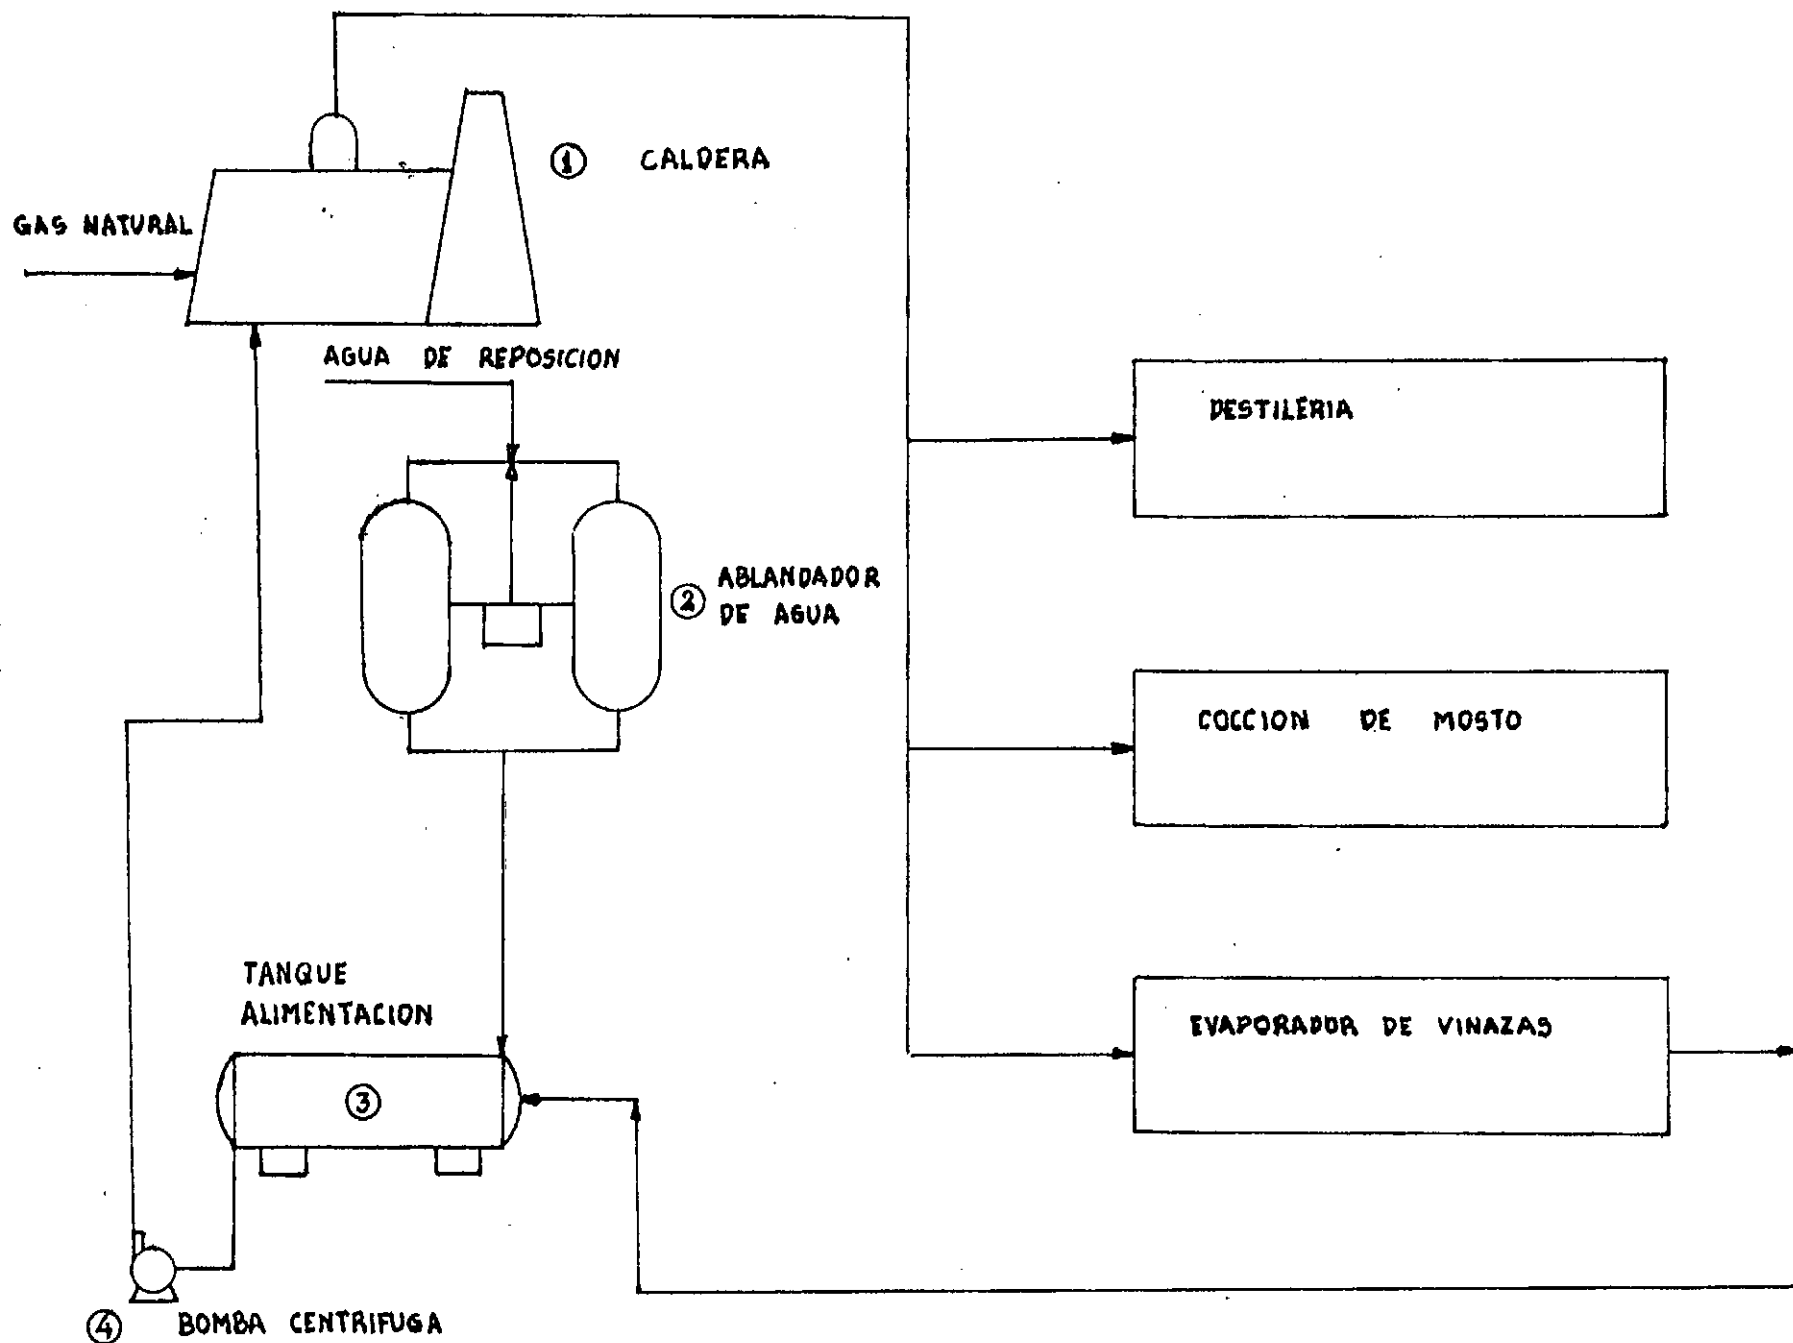 ① CALDERA
GAS NATURAL
AGUA DE REPOSICION
DESTILERIA
② ABLANDADOR
DE AGUA
COCCION DE MOSTO
TANQUE
ALIMENTACION
EVAPORADOR DE VINAZAS
③
④ BOMBA CENTRIFUGA